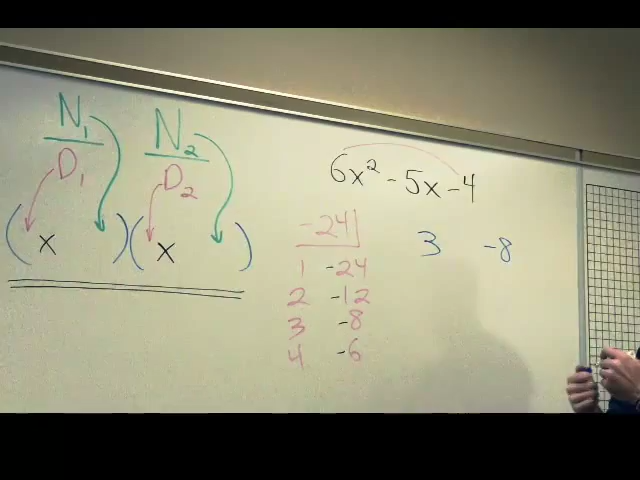 N₁ N₂
D₁ D₂
( x )( x )
6x² - 5x - 4
-24
1 -24
2 -12
3 -8
4 -6
3 -8